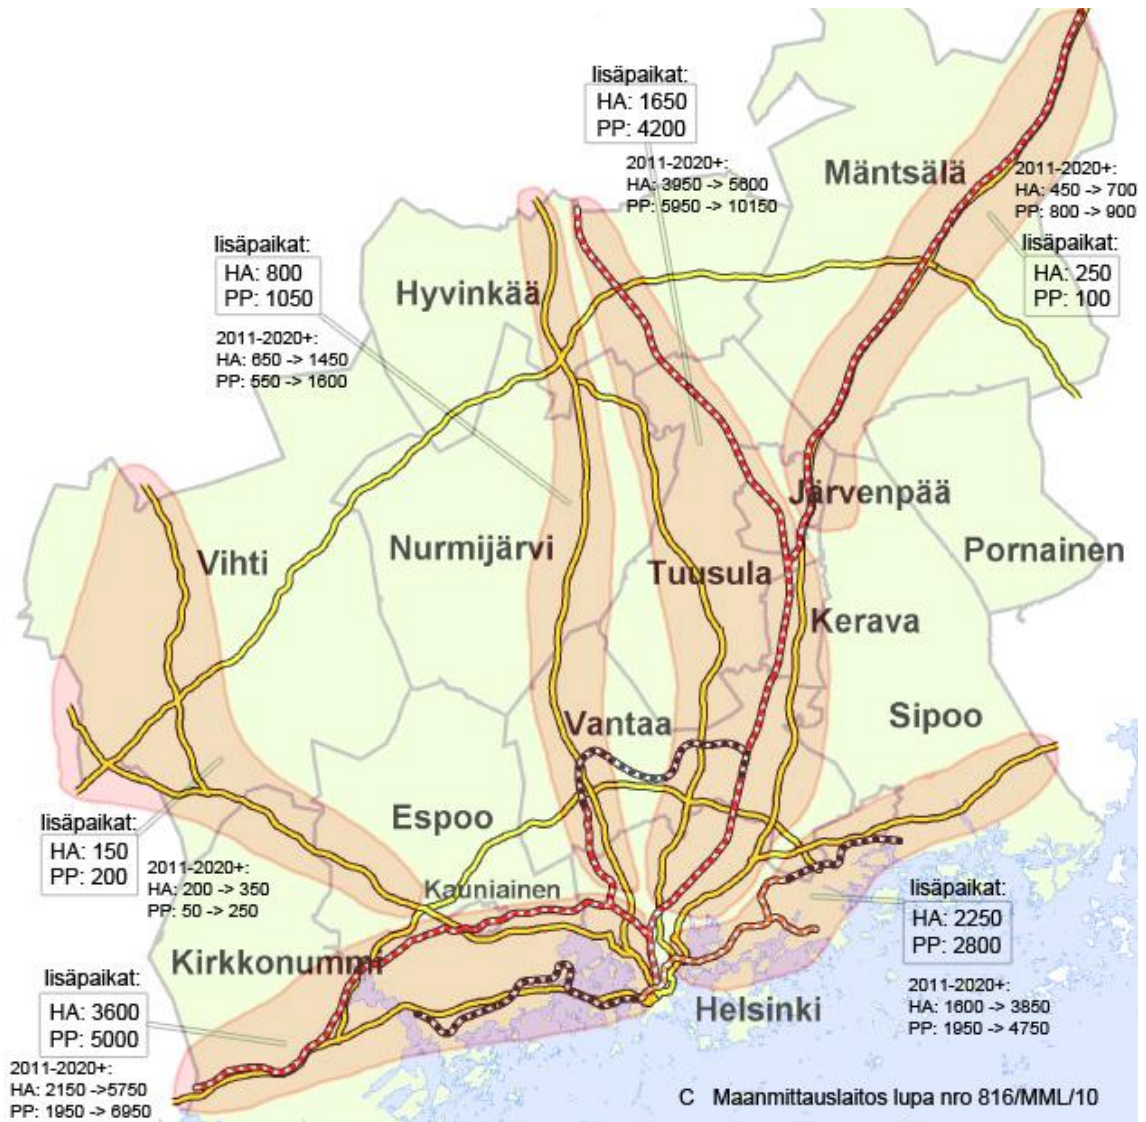 lisäpaikat:
HA: 1650
PP: 4200
2011-2020+:
HA: 3950 -> 5600
PP: 5950 -> 10150
Mäntsälä
2011-2020+:
HA: 450 -> 700
PP: 800 -> 900
lisäpaikat:
HA: 250
PP: 100
lisäpaikat:
HA: 800
PP: 1050
2011-2020+:
HA: 650 -> 1450
PP: 550 -> 1600
Hyvinkää
Järvenpää
Nurmijärvi
Vihti
Tuusula
Pornainen
Kerava
Vantaa
Sipoo
Espoo
lisäpaikat:
HA: 150
PP: 200
2011-2020+:
HA: 200 -> 350
PP: 50 -> 250
Kauniainen
lisäpaikat:
HA: 2250
PP: 2800
2011-2020+:
HA: 1600 -> 3850
PP: 1950 -> 4750
Kirkkonummi
Helsinki
lisäpaikat:
HA: 3600
PP: 5000
2011-2020+:
HA: 2150 ->5750
PP: 1950 -> 6950
C Maanmittauslaitos lupa nro 816/MML/10